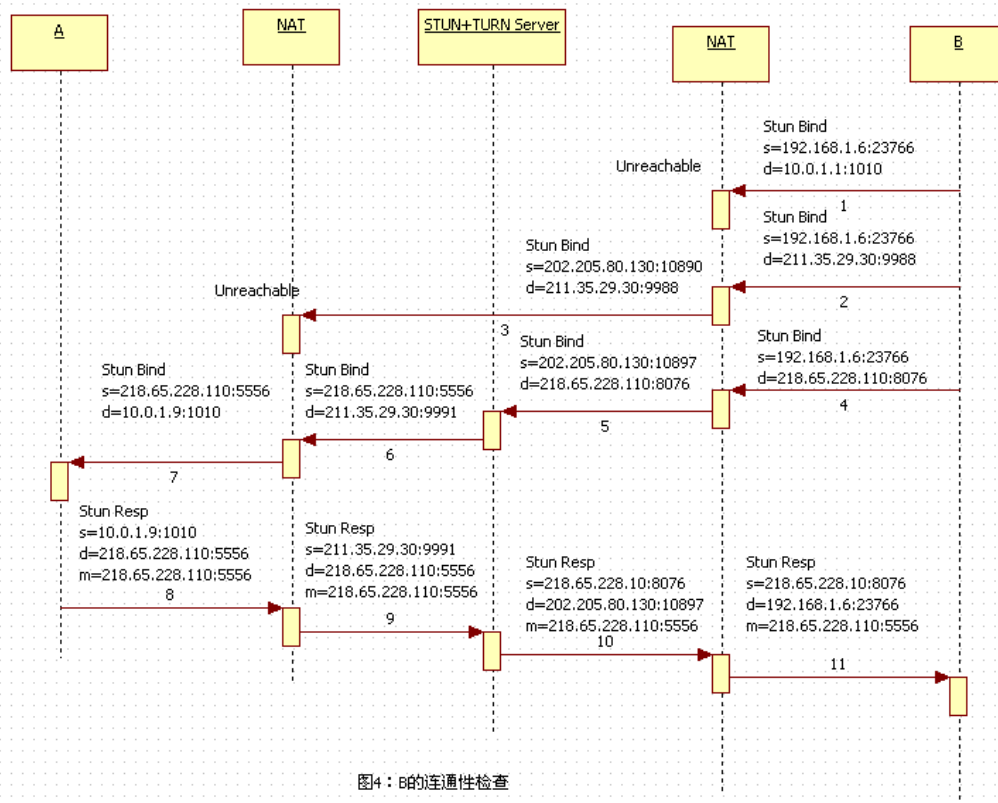 A
NAT
STUN+TURN Server
NAT
B
Stun Bind
s=192.168.1.6:23766
d=10.0.1.1:1010
Unreachable
1
Stun Bind
s=192.168.1.6:23766
d=211.35.29.30:9988
2
Stun Bind
s=202.205.80.130:10890
d=211.35.29.30:9988
Unreachable
3
Stun Bind
s=192.168.1.6:23766
d=218.65.228.110:8076
4
Stun Bind
s=202.205.80.130:10897
d=218.65.228.110:8076
5
Stun Bind
s=218.65.228.110:5556
d=211.35.29.30:9991
6
Stun Bind
s=218.65.228.110:5556
d=10.0.1.9:1010
7
Stun Resp
s=10.0.1.9:1010
d=218.65.228.110:5556
m=218.65.228.110:5556
8
Stun Resp
s=211.35.29.30:9991
d=218.65.228.110:5556
m=218.65.228.110:5556
9
Stun Resp
s=218.65.228.10:8076
d=202.205.80.130:10897
m=218.65.228.110:5556
10
Stun Resp
s=218.65.228.10:8076
d=192.168.1.6:23766
m=218.65.228.110:5556
11
图4：B的连通性检查